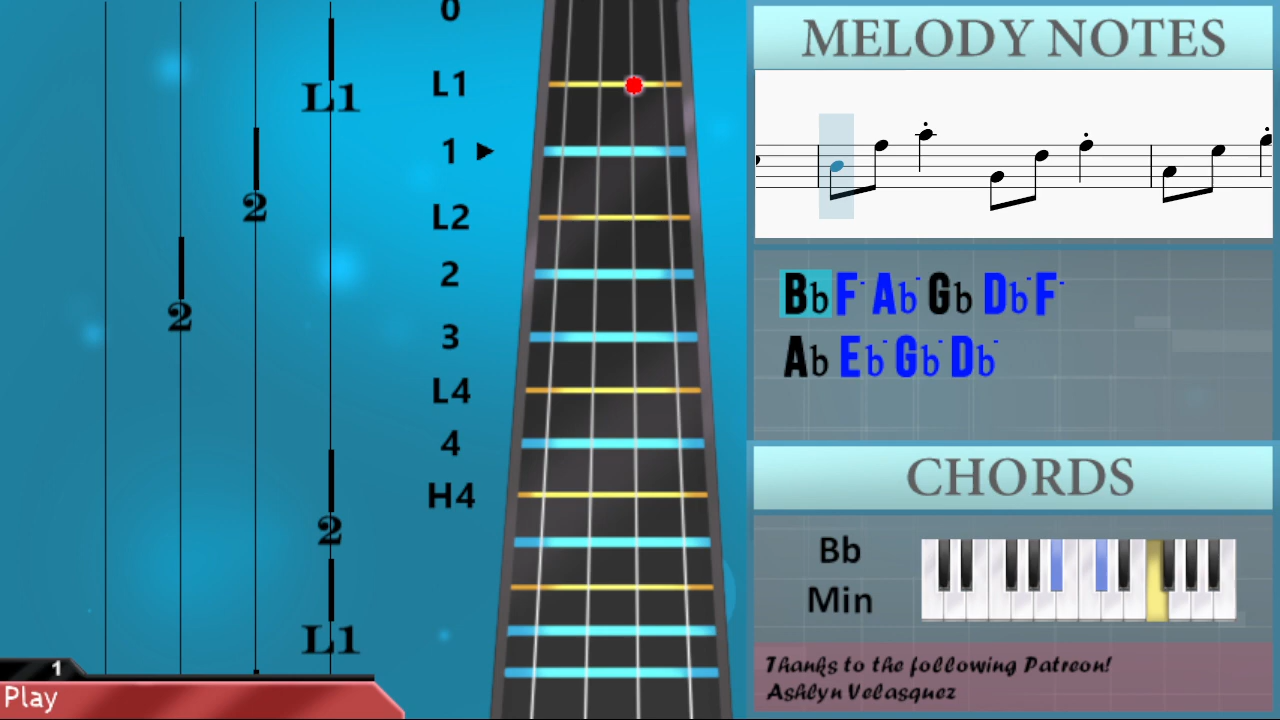 0
L1
L1
1
2
L2
2
2
3
L4
4
H4
2
L1
1
Play
MELODY NOTES
Bb F˙ Ab˙ Gb Db˙ F˙
Ab Eb˙ Gb˙ Db˙
CHORDS
Bb
Min
Thanks to the following Patreon!
Ashlyn Velasquez